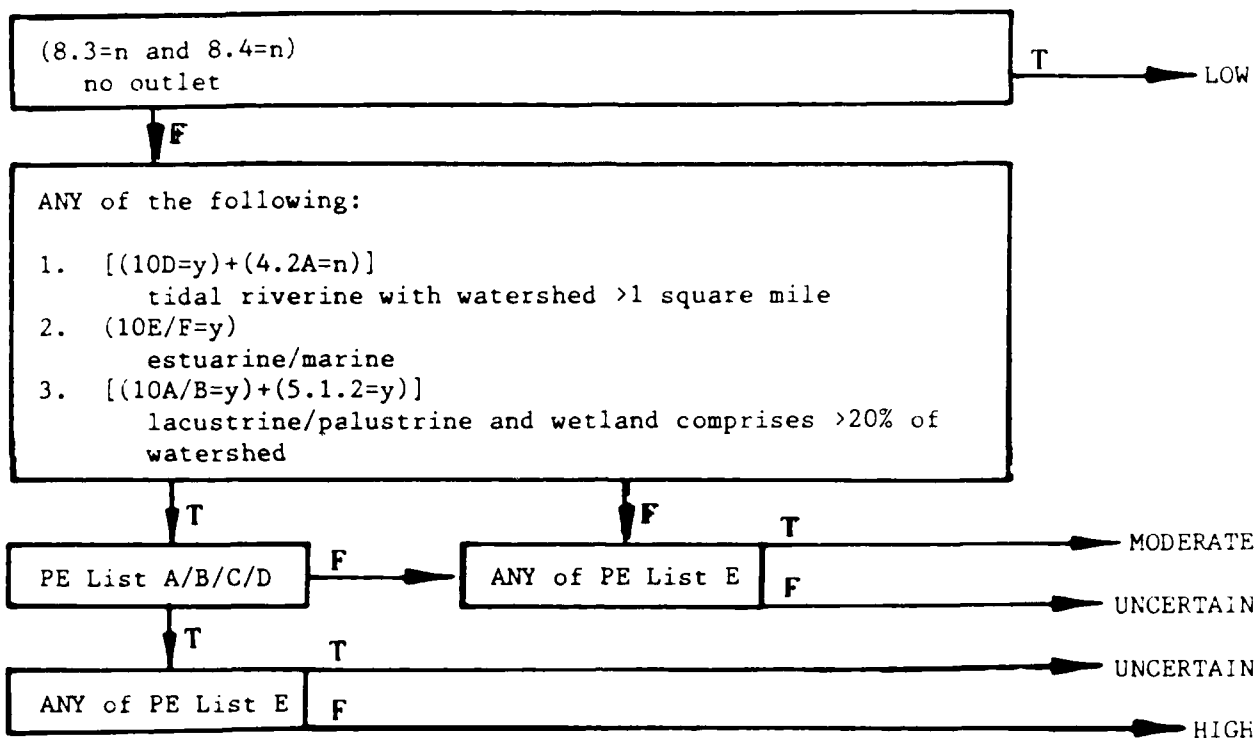 (8.3=n and 8.4=n)
no outlet
T
LOW
F
ANY of the following:
1. [(10D=y)+(4.2A=n)]
tidal riverine with watershed >1 square mile
2. (10E/F=y)
estuarine/marine
3. [(10A/B=y)+(5.1.2=y)]
lacustrine/palustrine and wetland comprises >20% of
watershed
T
F
PE List A/B/C/D
F
ANY of PE List E
T
MODERATE
F
UNCERTAIN
T
ANY of PE List E
T
UNCERTAIN
F
HIGH